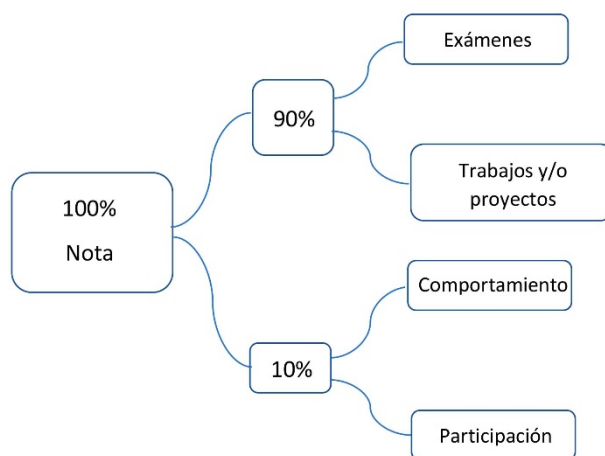 100%
Nota
90%
Exámenes
Trabajos y/o
proyectos
10%
Comportamiento
Participación